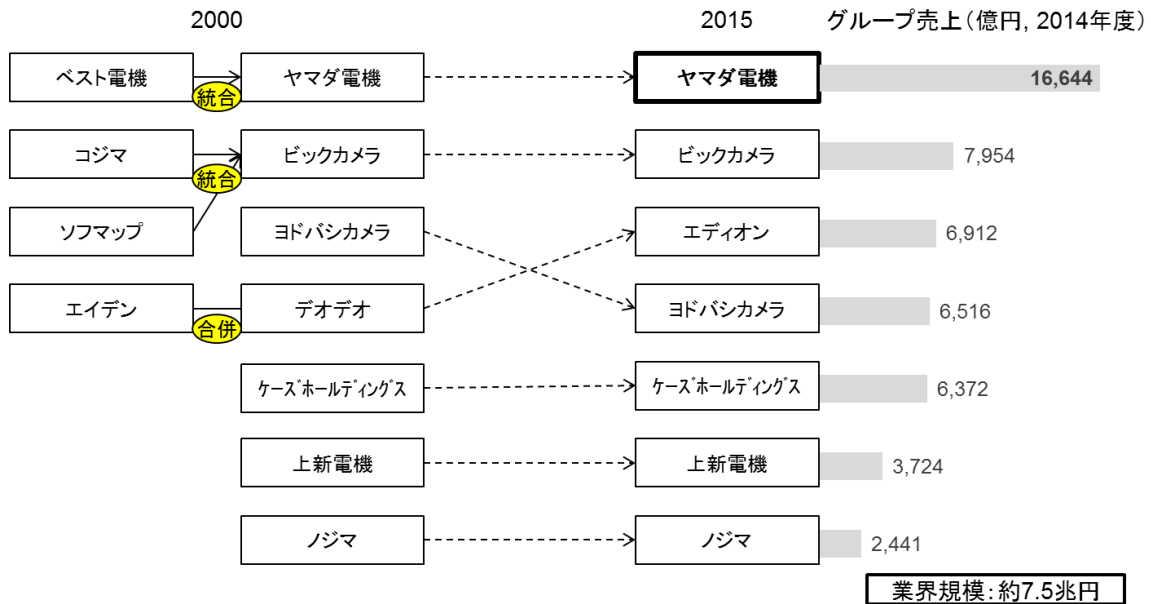 2000 2015 グループ売上（億円, 2014年度）
ベスト電機 統合 ヤマダ電機 ヤマダ電機 16,644
コジマ 統合 ビックカメラ ビックカメラ 7,954
ソフマップ ヨドバシカメラ エディオン 6,912
エイデン 合併 デオデオ ヨドバシカメラ 6,516
ｹｰｽﾞﾎｰﾙﾃﾞｨﾝｸﾞｽ ｹｰｽﾞﾎｰﾙﾃﾞｨﾝｸﾞｽ 6,372
上新電機 上新電機 3,724
ノジマ ノジマ 2,441
業界規模：約7.5兆円